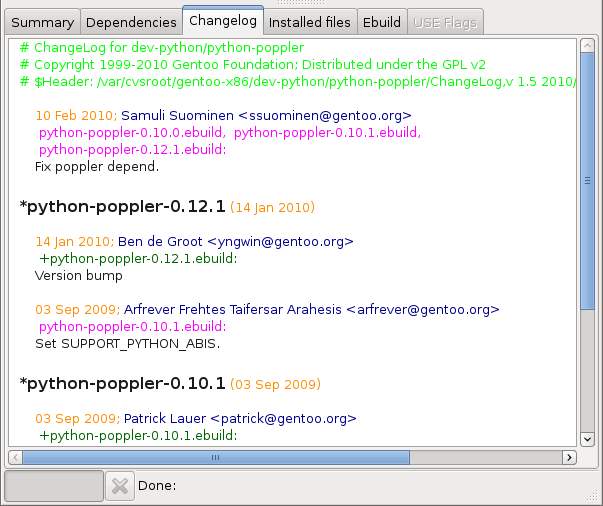 Summary Dependencies Changelog Installed files Ebuild USE Flags
# ChangeLog for dev-python/python-poppler
# Copyright 1999-2010 Gentoo Foundation; Distributed under the GPL v2
# $Header: /var/cvsroot/gentoo-x86/dev-python/python-poppler/ChangeLog,v 1.5 2010/
10 Feb 2010; Samuli Suominen <ssuominen@gentoo.org>
python-poppler-0.10.0.ebuild, python-poppler-0.10.1.ebuild,
python-poppler-0.12.1.ebuild:
Fix poppler depend.
*python-poppler-0.12.1 (14 Jan 2010)
14 Jan 2010; Ben de Groot <yngwin@gentoo.org>
+python-poppler-0.12.1.ebuild:
Version bump
03 Sep 2009; Arfrever Frehtes Taifersar Arahesis <arfrever@gentoo.org>
python-poppler-0.10.1.ebuild:
Set SUPPORT_PYTHON_ABIS.
*python-poppler-0.10.1 (03 Sep 2009)
03 Sep 2009; Patrick Lauer <patrick@gentoo.org>
+python-poppler-0.10.1.ebuild:
Done: